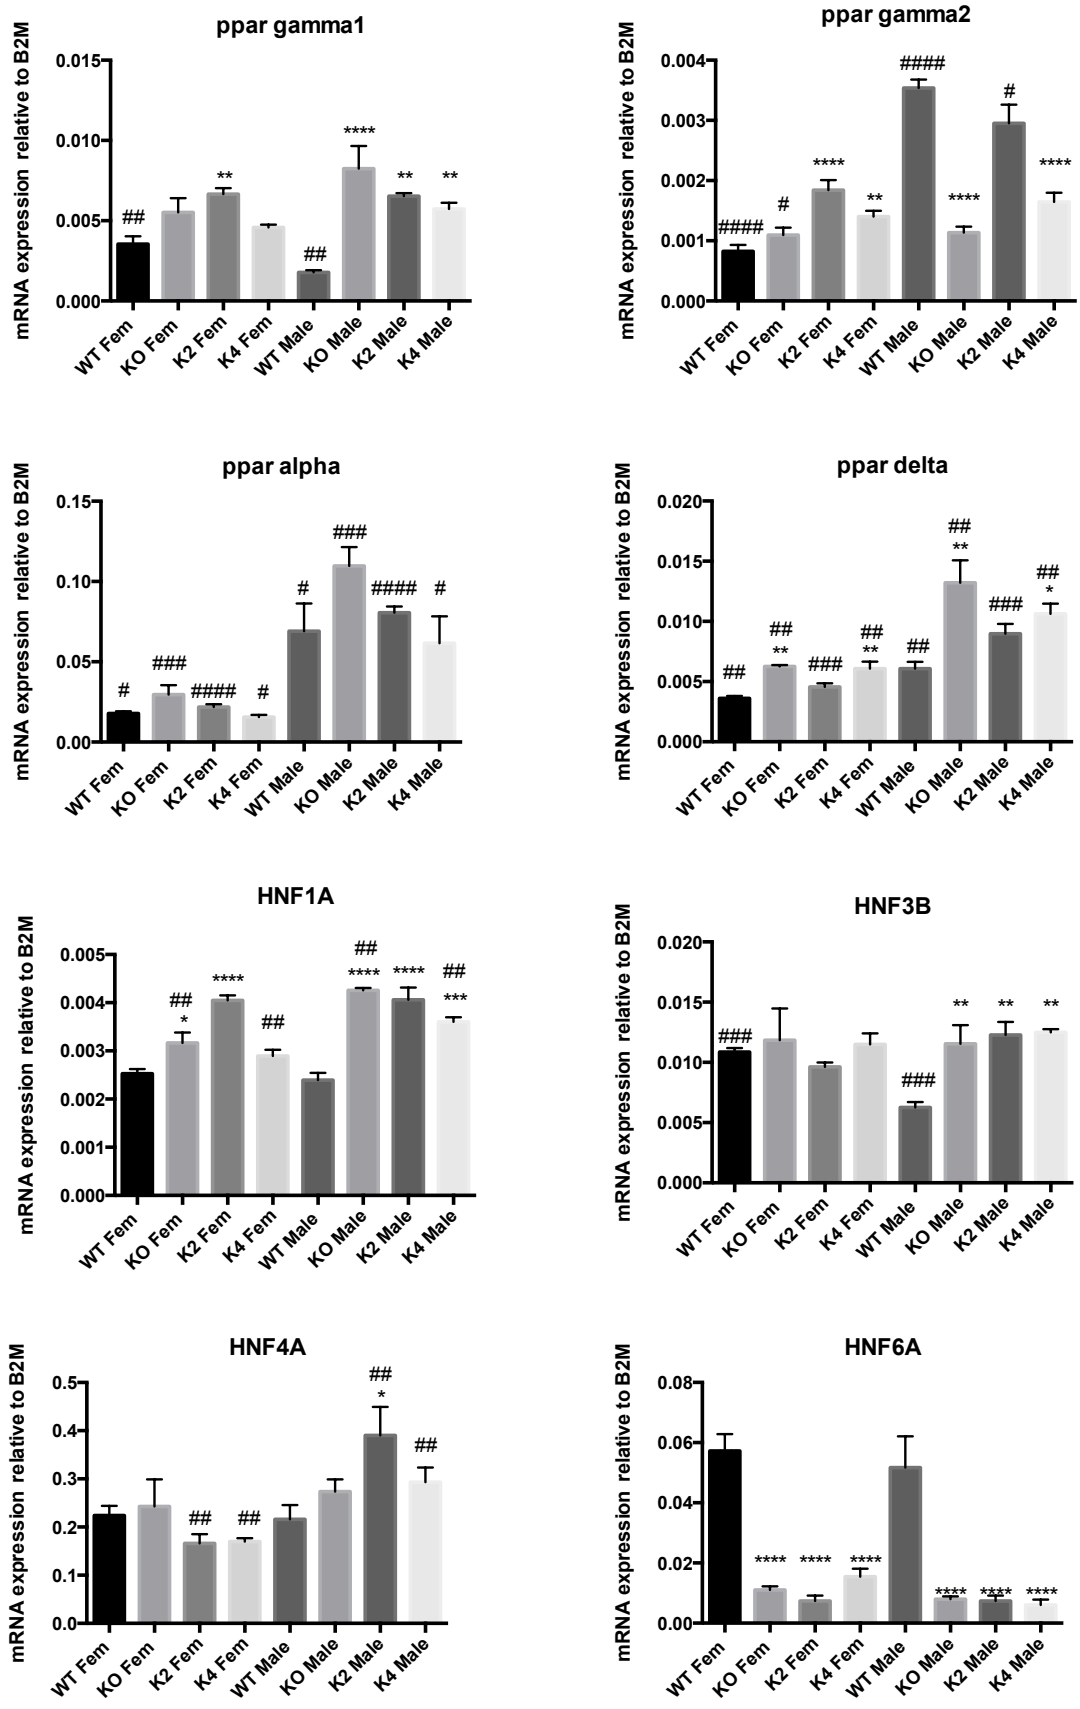 ppar gamma1
mRNA expression relative to B2M
0.015
0.010
0.005
0.000
##
**
##
****
**
**
WT Fem
KO Fem
K2 Fem
K4 Fem
WT Male
KO Male
K2 Male
K4 Male
ppar gamma2
mRNA expression relative to B2M
0.004
0.003
0.002
0.001
0.000
####
#
****
**
####
****
#
****
WT Fem
KO Fem
K2 Fem
K4 Fem
WT Male
KO Male
K2 Male
K4 Male
ppar alpha
mRNA expression relative to B2M
0.15
0.10
0.05
0.00
#
###
####
#
#
###
####
#
WT Fem
KO Fem
K2 Fem
K4 Fem
WT Male
KO Male
K2 Male
K4 Male
ppar delta
mRNA expression relative to B2M
0.020
0.015
0.010
0.005
0.000
##
##
**
###
##
**
##
##
**
###
##
*
WT Fem
KO Fem
K2 Fem
K4 Fem
WT Male
KO Male
K2 Male
K4 Male
HNF1A
mRNA expression relative to B2M
0.005
0.004
0.003
0.002
0.001
0.000
##
*
****
##
##
****
****
##
***
WT Fem
KO Fem
K2 Fem
K4 Fem
WT Male
KO Male
K2 Male
K4 Male
HNF3B
mRNA expression relative to B2M
0.020
0.015
0.010
0.005
0.000
###
###
**
**
**
WT Fem
KO Fem
K2 Fem
K4 Fem
WT Male
KO Male
K2 Male
K4 Male
HNF4A
mRNA expression relative to B2M
0.5
0.4
0.3
0.2
0.1
0.0
##
##
##
*
##
WT Fem
KO Fem
K2 Fem
K4 Fem
WT Male
KO Male
K2 Male
K4 Male
HNF6A
mRNA expression relative to B2M
0.08
0.06
0.04
0.02
0.00
****
****
****
****
****
****
WT Fem
KO Fem
K2 Fem
K4 Fem
WT Male
KO Male
K2 Male
K4 Male